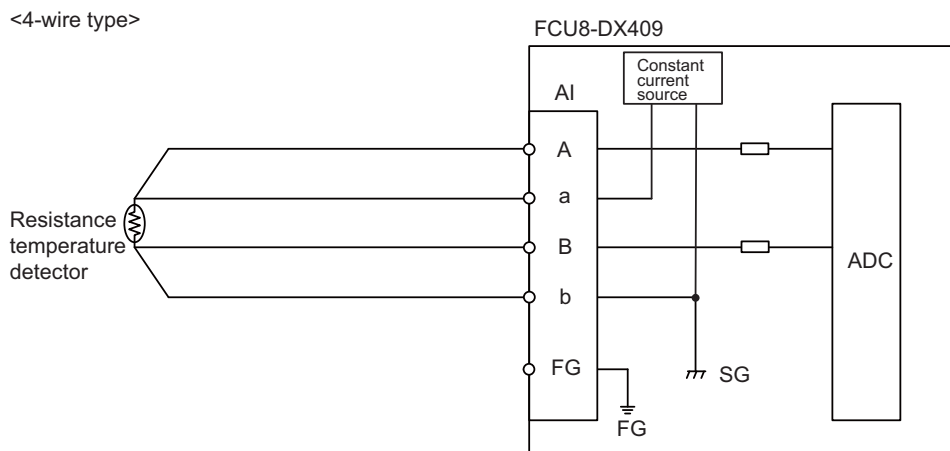 <4-wire type>
FCU8-DX409
Constant
current
source
AI
A
a
Resistance
temperature
detector
B
ADC
b
FG
SG
FG